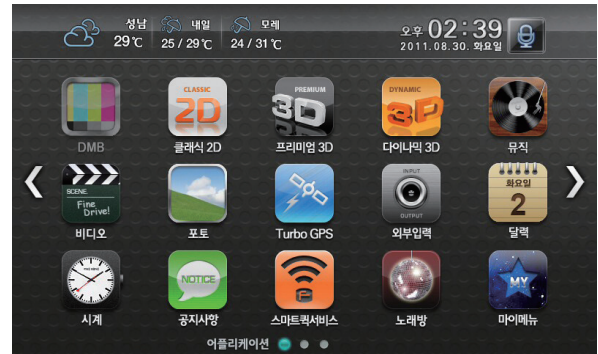 성남 내일 모레
29℃ 25 / 29℃ 24 / 31℃
오후 02:39
2011.08.30. 화요일
CLASSIC 2D
PREMIUM 3D
DYNAMIC 3D
DMB 클래식 2D 프리미엄 3D 다이나믹 3D 뮤직
SCENE.
Fine Drive!
INPUT
OUTPUT
화요일
2
비디오 포토 Turbo GPS 외부입력 달력
NOTICE
MY
시계 공지사항 스마트퀵서비스 노래방 마이메뉴
어플리케이션